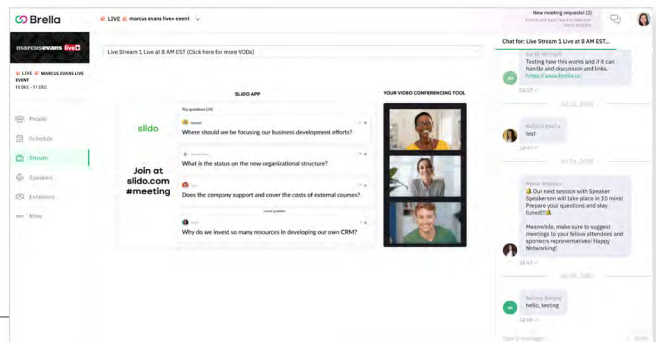 Brella
LIVE marcus evans live+ event
New meeting requests! (2)
marcusevans live
LIVE MARCUS EVANS LIVE
EVENT
15 DEC - 17 DEC
People
Schedule
Stream
Speakers
Live Stream 1, Live at 8 AM EST (Click here for more VODs)
SLIDO APP
YOUR VIDEO CONFERENCING TOOL
slido
Join at
slido.com
#meeting
Top questions (24)
Where should we be focusing our business development efforts?
What is the status on the new organizational structure?
Does the company support and cover the costs of external courses?
Why do we invest so many resources in developing our own CRM?
Chat for: Live Stream 1 Live at 8 AM EST...
Testing how this works and if it can
handle and discussion and links.
https://www.brella.io/
test
Our next session with Speaker
Speakerson will take place in 10 mins!
Prepare your questions and stay
tuned!!!
Meanwhile, make sure to suggest
meetings to your fellow attendees and
sponsors representatives! Happy
Networking!
hello, testing